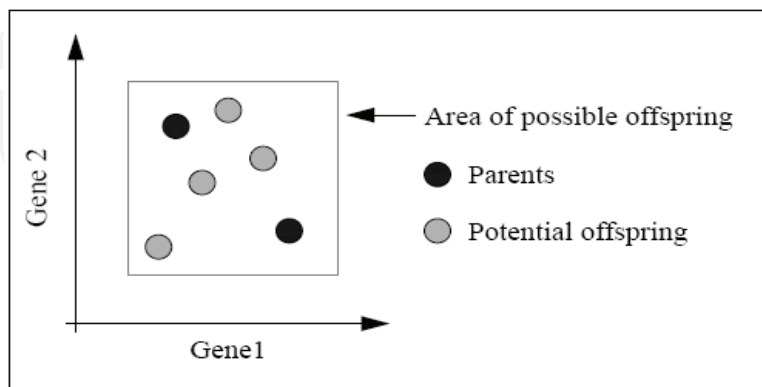 Area of possible offspring
Parents
Gene 2
Potential offspring
Gene1